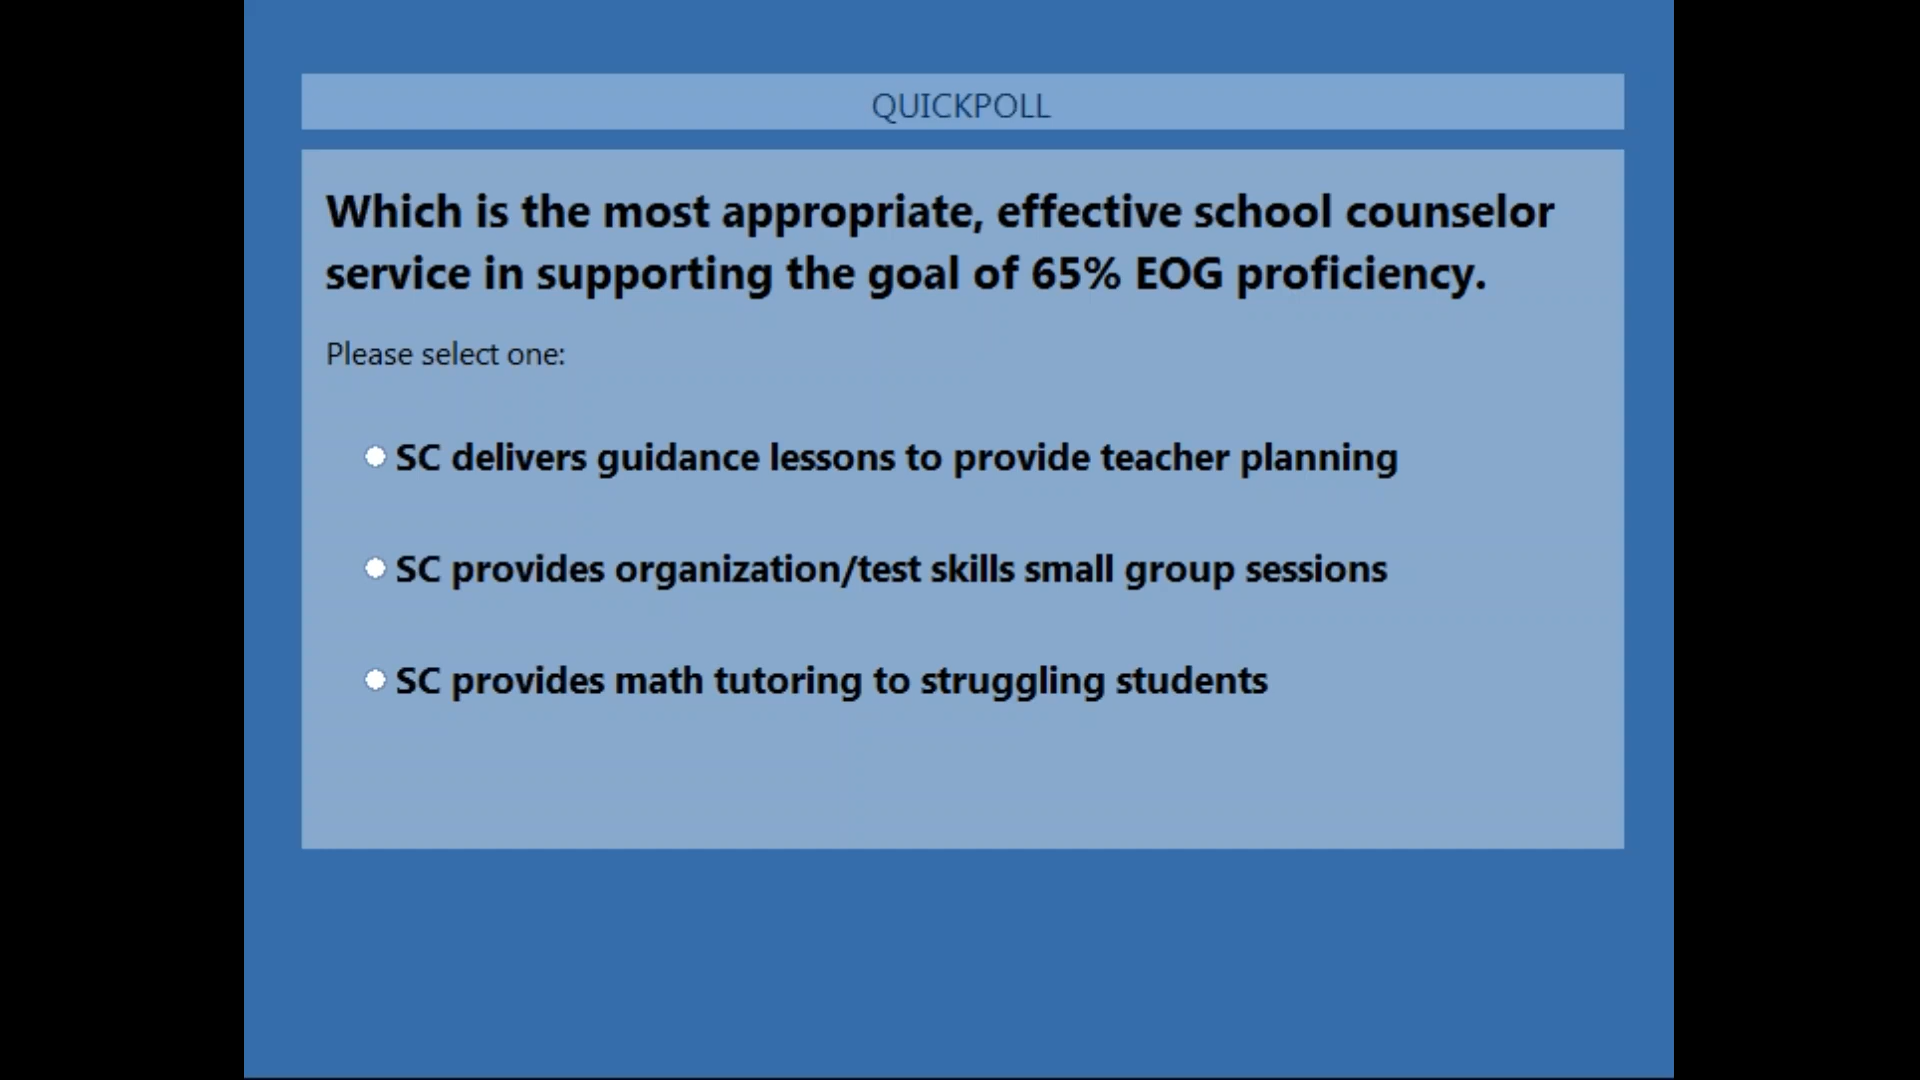 QUICKPOLL
Which is the most appropriate, effective school counselor
service in supporting the goal of 65% EOG proficiency.
Please select one:
SC delivers guidance lessons to provide teacher planning
SC provides organization/test skills small group sessions
SC provides math tutoring to struggling students